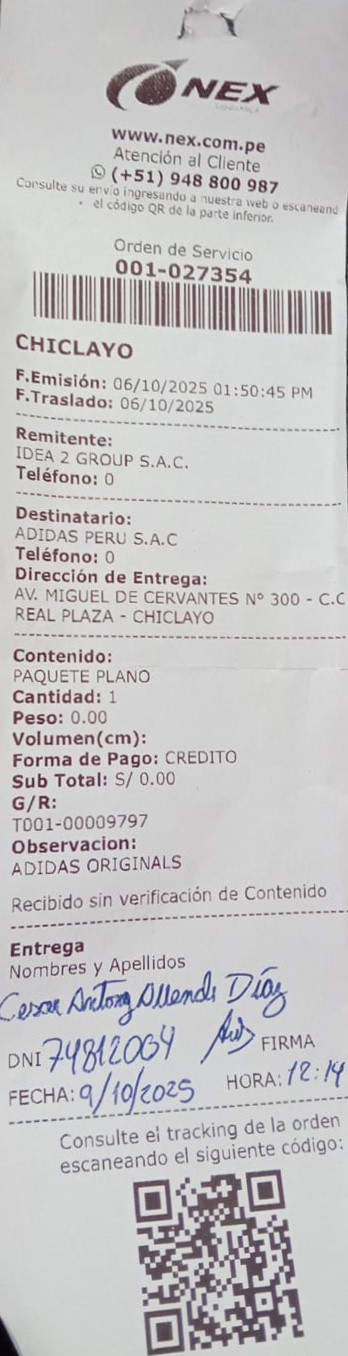 NEX
www.nex.com.pe
Atención al Cliente
(+51) 948 800 987
Consulte su envío ingresando a nuestra web o escaneand
el código QR de la parte inferior.
Orden de Servicio
001-027354
CHICLAYO
F.Emisión: 06/10/2025 01:50:45 PM
F.Traslado: 06/10/2025
Remitente:
IDEA 2 GROUP S.A.C.
Teléfono: 0
Destinatario:
ADIDAS PERU S.A.C
Teléfono: 0
Dirección de Entrega:
AV. MIGUEL DE CERVANTES Nº 300 - C.C
REAL PLAZA - CHICLAYO
Contenido:
PAQUETE PLANO
Cantidad: 1
Peso: 0.00
Volumen(cm):
Forma de Pago: CREDITO
Sub Total: S/ 0.00
G/R:
T001-00009797
Observacion:
ADIDAS ORIGINALS
Recibido sin verificación de Contenido
Entrega
Nombres y Apellidos
Cesar Antony Allende Díaz
DNI 74812064 FIRMA
FECHA: 9/10/2025 HORA: 12:14
Consulte el tracking de la orden
escaneando el siguiente código: